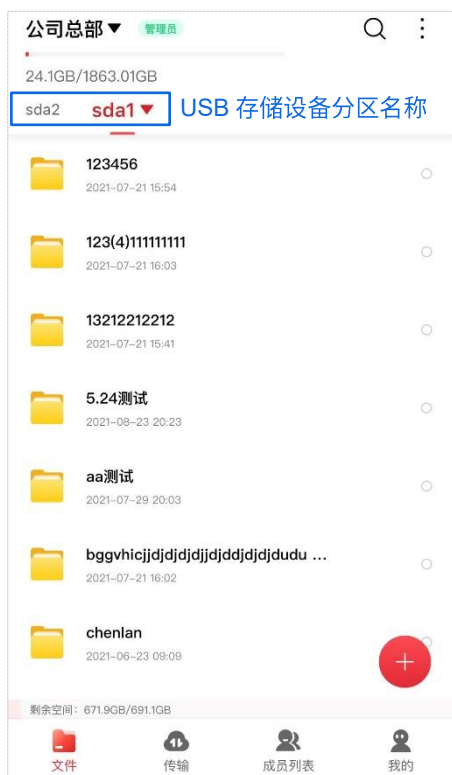 公司总部▼ 管理员
24.1GB/1863.01GB
sda2 sda1▼ USB 存储设备分区名称
123456
2021-07-21 15:54
123(4)111111111
2021-07-21 16:03
13212212212
2021-07-21 15:41
5.24测试
2021-08-23 20:23
aa测试
2021-07-29 20:03
bggvhicjjdjdjdjdjjdjddjdjdjdudu ...
2021-07-21 16:02
chenlan
2021-06-23 09:09
剩余空间：671.9GB/691.1GB
文件 传输 成员列表 我的